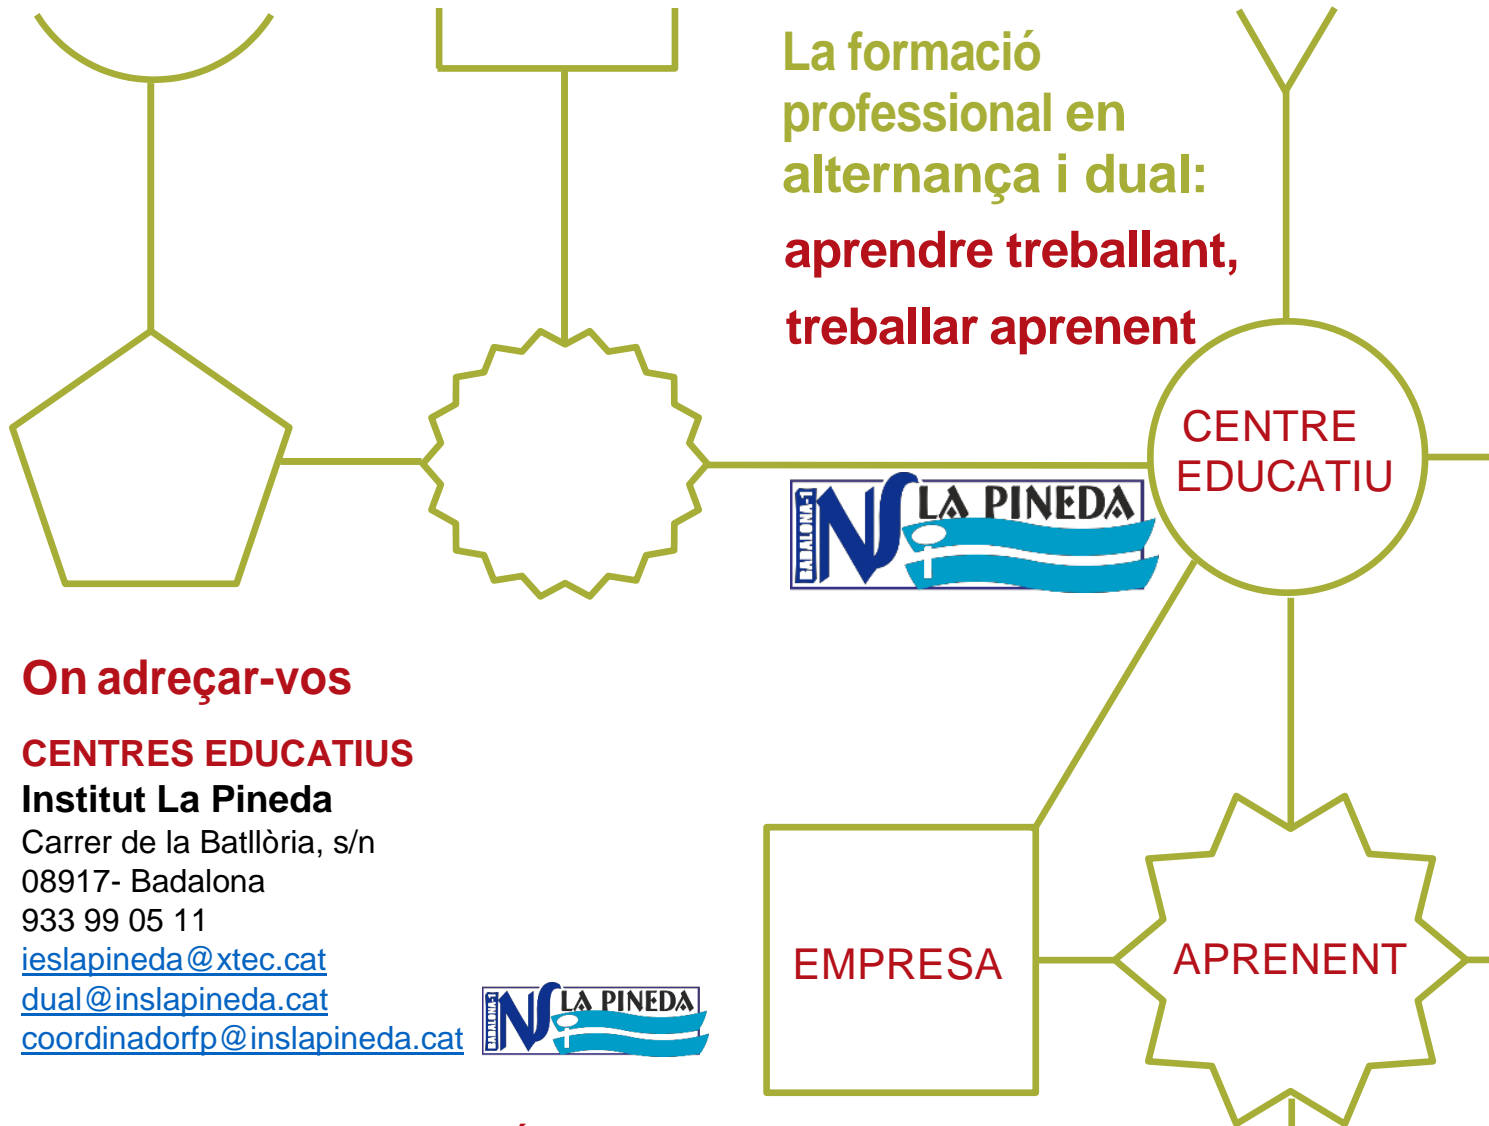 La formació
professional en
alternança i dual:
aprendre treballant,
treballar aprenent
CENTRE
EDUCATIU
BADALONA-1
INS LA PINEDA
On adreçar-vos
CENTRES EDUCATIUS
Institut La Pineda
Carrer de la Batllòria, s/n
08917- Badalona
933 99 05 11
ieslapineda@xtec.cat
dual@inslapineda.cat
coordinadorfp@inslapineda.cat
BADALONA-1
INS LA PINEDA
EMPRESA
APRENENT